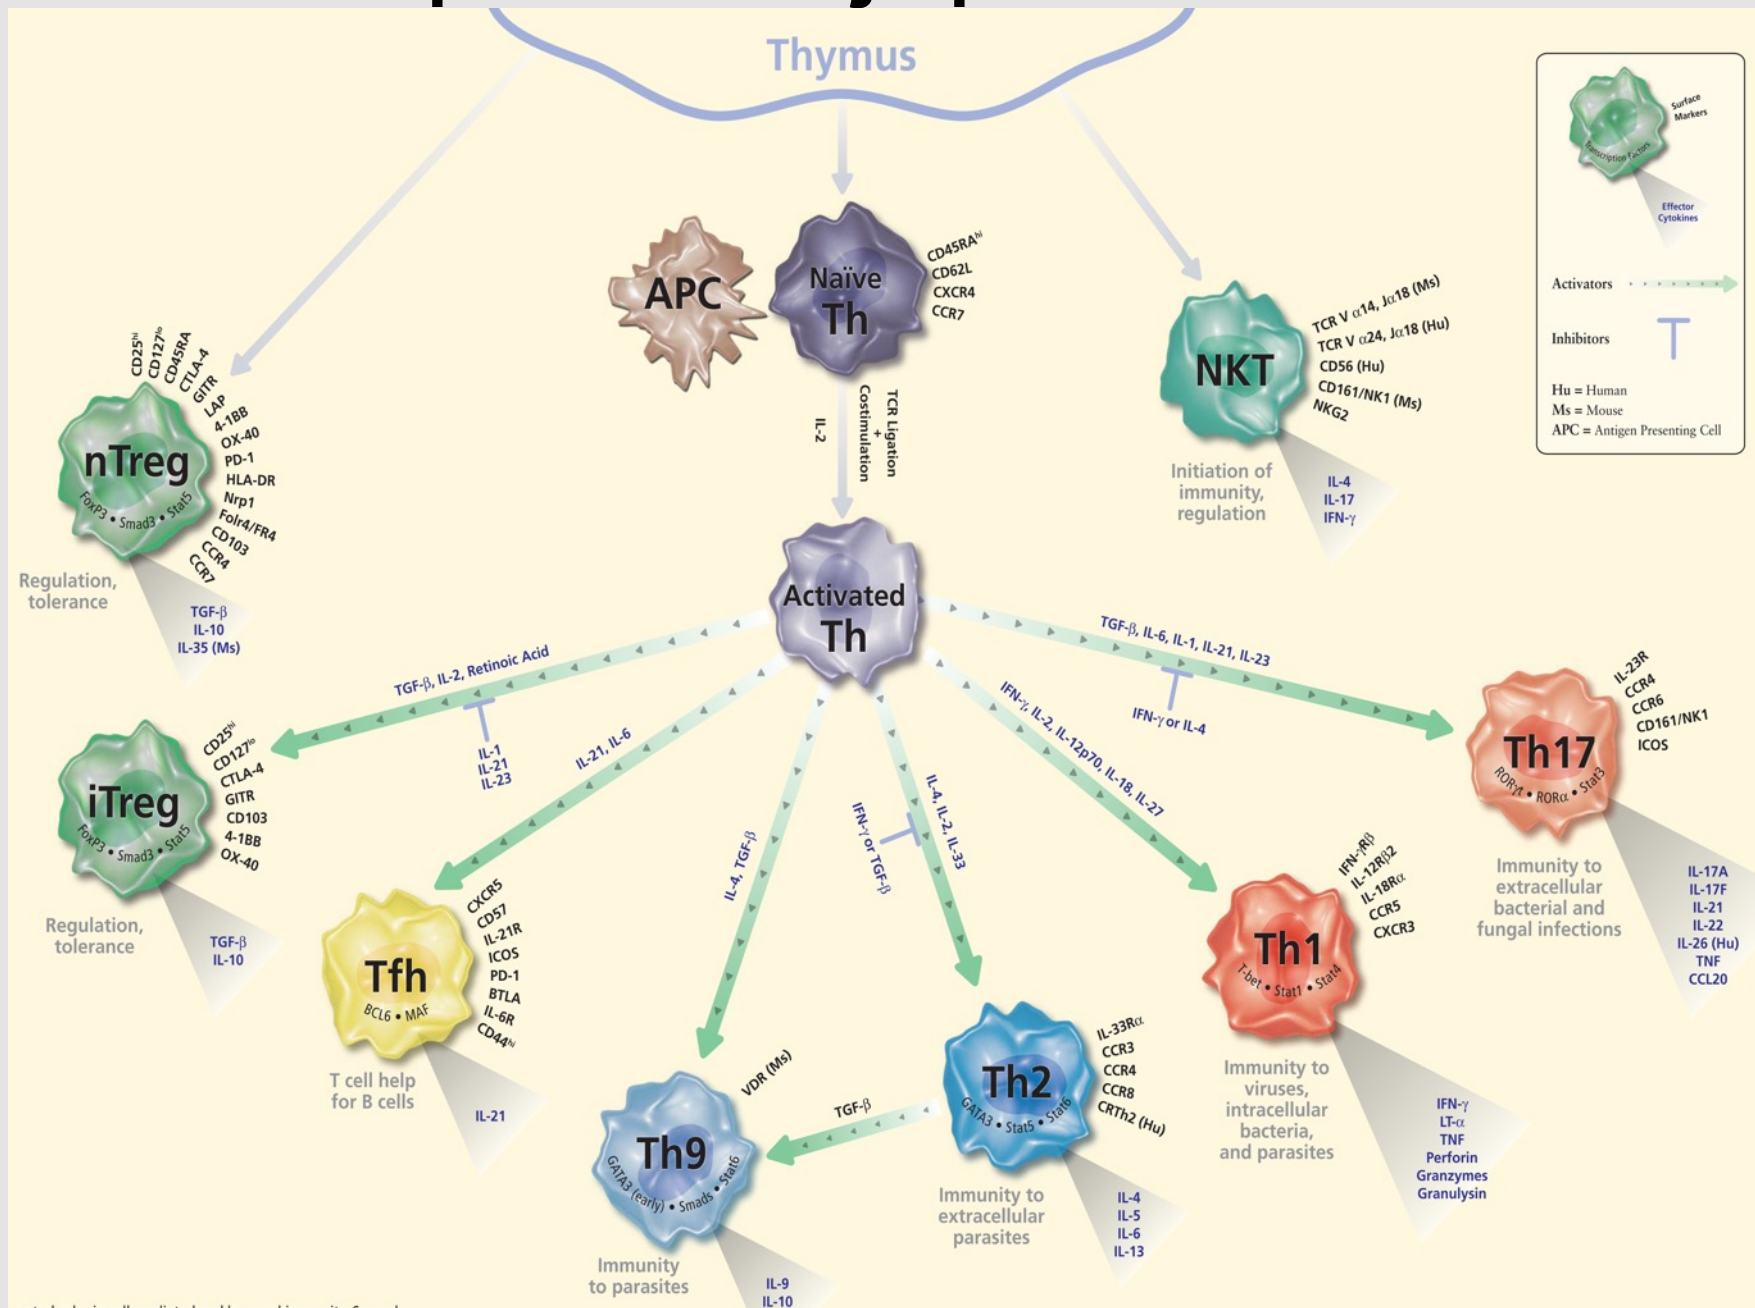 Thymus
Surface
Markers
Transcription Factors
Effector
Cytokines
Activators
Inhibitors
Hu = Human
Ms = Mouse
APC = Antigen Presenting Cell
APC
Naïve
Th
CD45RAhi
CD62L
CXCR4
CCR7
IL-2
TCR Ligation
+
Costimulation
NKT
TCR V α14, Jα18 (Ms)
TCR V α24, Jα18 (Hu)
CD56 (Hu)
CD161/NK1 (Ms)
NKG2
Initiation of
immunity,
regulation
IL-4
IL-17
IFN-γ
nTreg
FoxP3 • Smad3 • Stat5
CD25hi
CD127lo
CD45RA
CTLA-4
GITR
LAP
4-1BB
OX-40
PD-1
HLA-DR
Nrp1
Folr4/FR4
CD103
CCR4
CCR7
Regulation,
tolerance
TGF-β
IL-10
IL-35 (Ms)
Activated
Th
TGF-β, IL-2, Retinoic Acid
IL-1
IL-21
IL-23
IL-21, IL-6
IL-4, TGF-β
IFN-γ or TGF-β
IL-4, IL-2, IL-33
IFN-γ, IL-2, IL-12p70, IL-18, IL-27
TGF-β, IL-6, IL-1, IL-21, IL-23
IFN-γ or IL-4
iTreg
FoxP3 • Smad3 • Stat5
CD25hi
CD127lo
CTLA-4
GITR
CD103
4-1BB
OX-40
Regulation,
tolerance
TGF-β
IL-10
Tfh
BCL6 • MAF
CXCR5
CD57
IL-21R
ICOS
PD-1
BTLA
IL-6R
CD44hi
T cell help
for B cells
IL-21
Th9
GATA3 (early) • Smads • Stat6
VDR (Ms)
TGF-β
Immunity
to parasites
IL-9
IL-10
Th2
GATA3 • Stat5 • Stat6
IL-33Rα
CCR3
CCR4
CCR8
CRTh2 (Hu)
Immunity to
extracellular
parasites
IL-4
IL-5
IL-6
IL-13
Th1
T-bet • Stat1 • Stat4
IFN-γRβ
IL-12Rβ2
IL-18Rα
CCR5
CXCR3
Immunity to
viruses,
intracellular
bacteria,
and parasites
IFN-γ
LT-α
TNF
Perforin
Granzymes
Granulysin
Th17
RORγt • RORα • Stat3
IL-23R
CCR4
CCR6
CD161/NK1
ICOS
Immunity to
extracellular
bacterial and
fungal infections
IL-17A
IL-17F
IL-21
IL-22
IL-26 (Hu)
TNF
CCL20